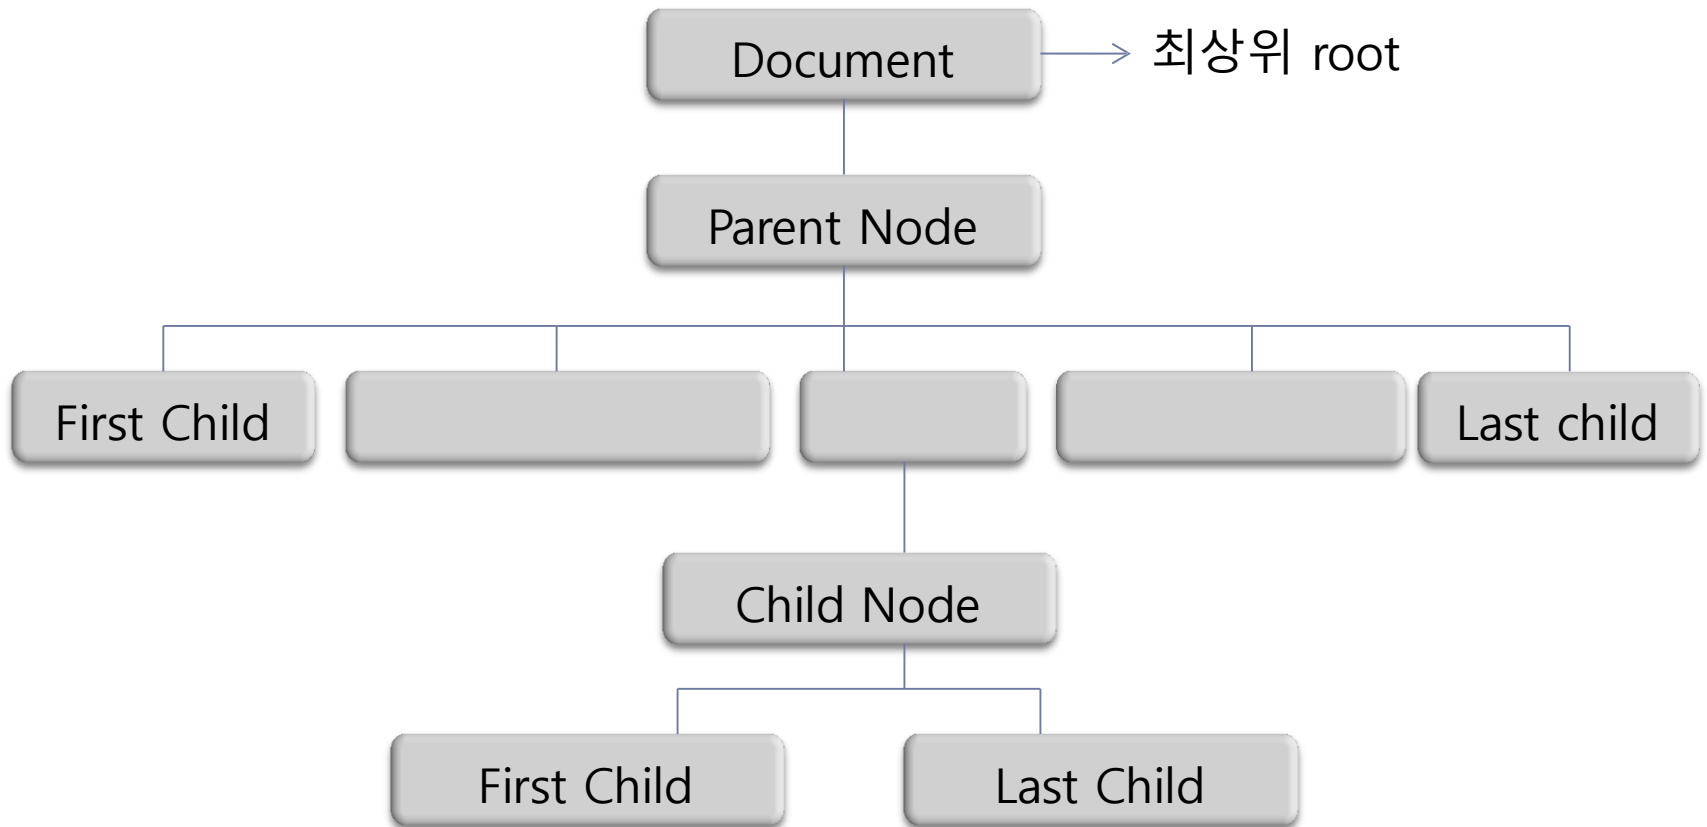 Document
최상위 root
Parent Node
First Child
Last child
Child Node
First Child
Last Child